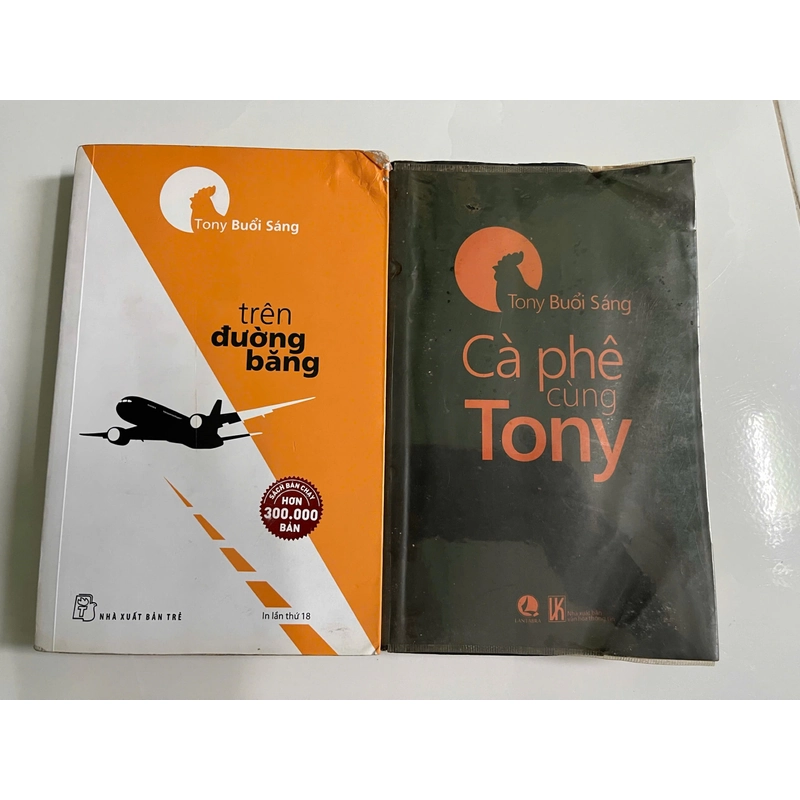 Tony Buổi Sáng
trên
đường
băng
SÁCH BÁN CHẠY
HƠN
300.000
BẢN
NHÀ XUẤT BẢN TRẺ
In lần thứ 18
Tony Buổi Sáng
Cà phê
cùng
Tony